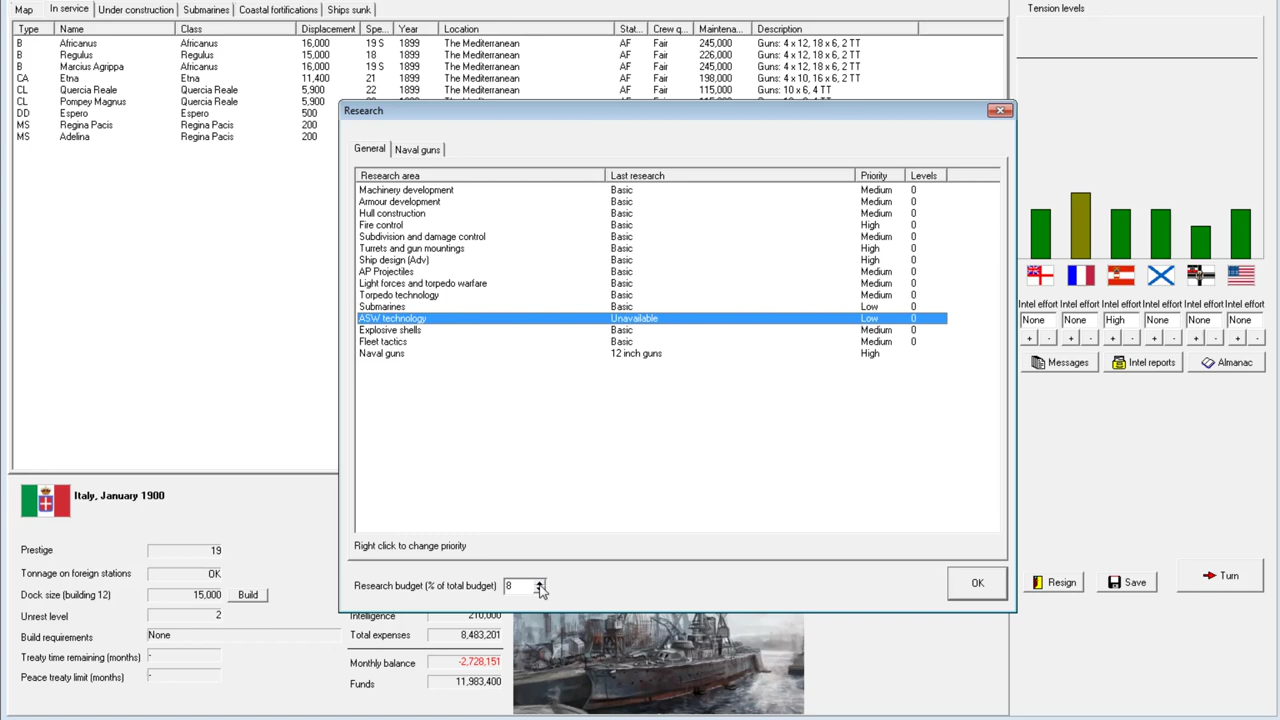 Map In service Under construction Submarines Coastal fortifications Ships sunk
Type Name Class Displacement Spe... Year Location Stat... Crew q... Maintena... Description
B Africanus Africanus 16,000 19 S 1899 The Mediterranean AF Fair 245,000 Guns: 4 x 12, 18 x 6, 2 TT
B Regulus Regulus 15,000 18 1899 The Mediterranean AF Fair 226,000 Guns: 4 x 12, 18 x 6, 2 TT
B Marcius Agrippa Africanus 16,000 19 S 1899 The Mediterranean AF Fair 245,000 Guns: 4 x 12, 18 x 6, 2 TT
CA Etna Etna 11,400 21 1899 The Mediterranean AF Fair 198,000 Guns: 4 x 10, 16 x 6, 2 TT
CL Quercia Reale Quercia Reale 5,900 22 1899 The Mediterranean AF Fair 115,000 Guns: 10 x 6, 4 TT
CL Pompey Magnus Quercia Reale 5,900
DD Espero Espero 500
MS Regina Pacis Regina Pacis 200
MS Adelina Regina Pacis 200
Research
General Naval guns
Research area Last research Priority Levels
Machinery development Basic Medium 0
Armour development Basic Medium 0
Hull construction Basic Medium 0
Fire control Basic High 0
Subdivision and damage control Basic Medium 0
Turrets and gun mountings Basic High 0
Ship design (Adv) Basic High 0
AP Projectiles Basic Medium 0
Light forces and torpedo warfare Basic Medium 0
Torpedo technology Basic Medium 0
Submarines Basic Low 0
ASW technology Unavailable Low 0
Explosive shells Basic Medium 0
Fleet tactics Basic Medium 0
Naval guns 12 inch guns High
Right click to change priority
Research budget (% of total budget) 8
OK
Tension levels
Intel effort Intel effort Intel effort Intel effort Intel effort Intel effort
None None High None None None
+ - + - + - + - + - + -
Messages Intel reports Almanac
Resign Save Turn
Italy, January 1900
Prestige 19
Tonnage on foreign stations OK
Dock size (building 12) 15,000 Build
Unrest level 2
Build requirements None
Treaty time remaining (months) -
Peace treaty limit (months) -
Intelligence 210,000
Total expenses 8,483,201
Monthly balance -2,728,151
Funds 11,983,400